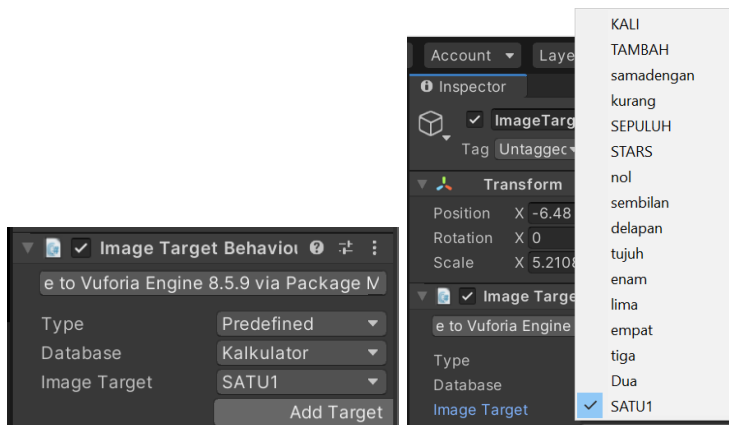 Image Target Behaviou
e to Vuforia Engine 8.5.9 via Package M
Type Predefined
Database Kalkulator
Image Target SATU1
Add Target
Account Laye
Inspector
ImageTarg
Tag Untagged
Transform
Position X -6.48
Rotation X 0
Scale X 5.2108
Image Targe
e to Vuforia Engine
Type
Database
Image Target
KALI
TAMBAH
samadengan
kurang
SEPULUH
STARS
nol
sembilan
delapan
tujuh
enam
lima
empat
tiga
Dua
SATU1